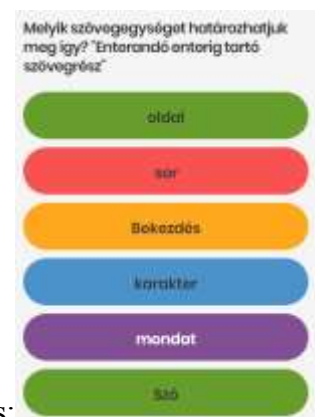 Melyik szövegegységet határozhatjuk
meg így? "Enterandó enterig tartó
szövegrész"
oldal
sor
Bekezdés
karakter
mondat
Szó
s: